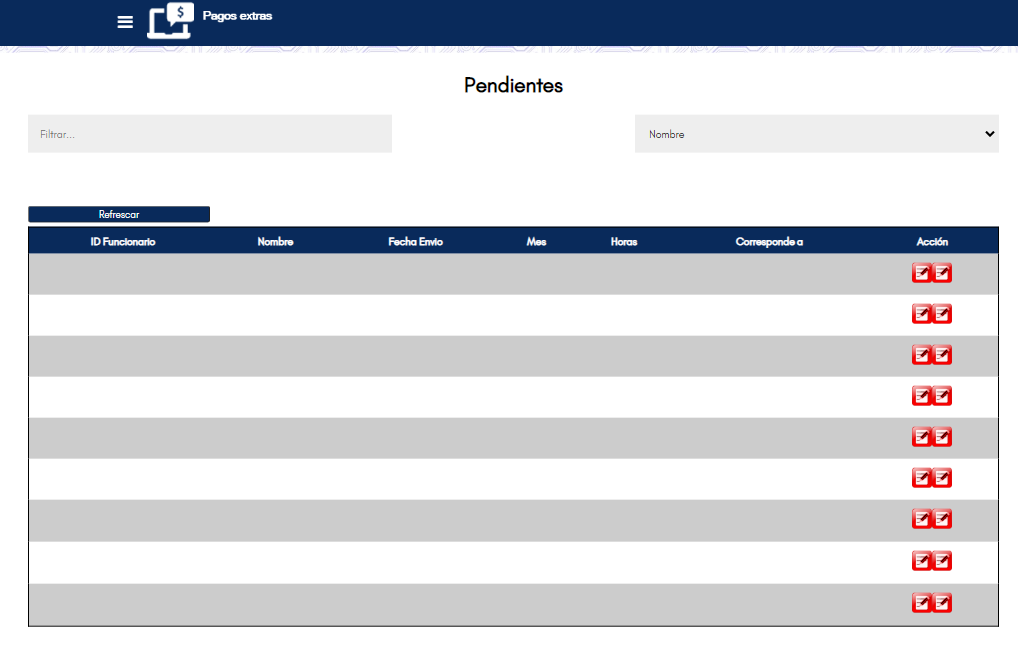 Pagos extras
Pendientes
Filtrar...
Nombre
Refrescar
ID Funcionario Nombre Fecha Envio Mes Horas Corresponde a Acción